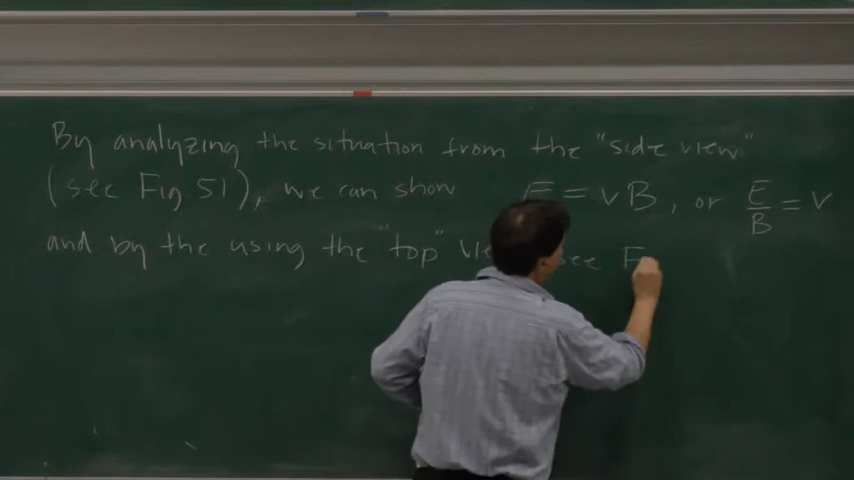 By analyzing the situation from the "side view"
(see Fig 51), we can show E = vB, or E/B = v
and by the using the "top" see F